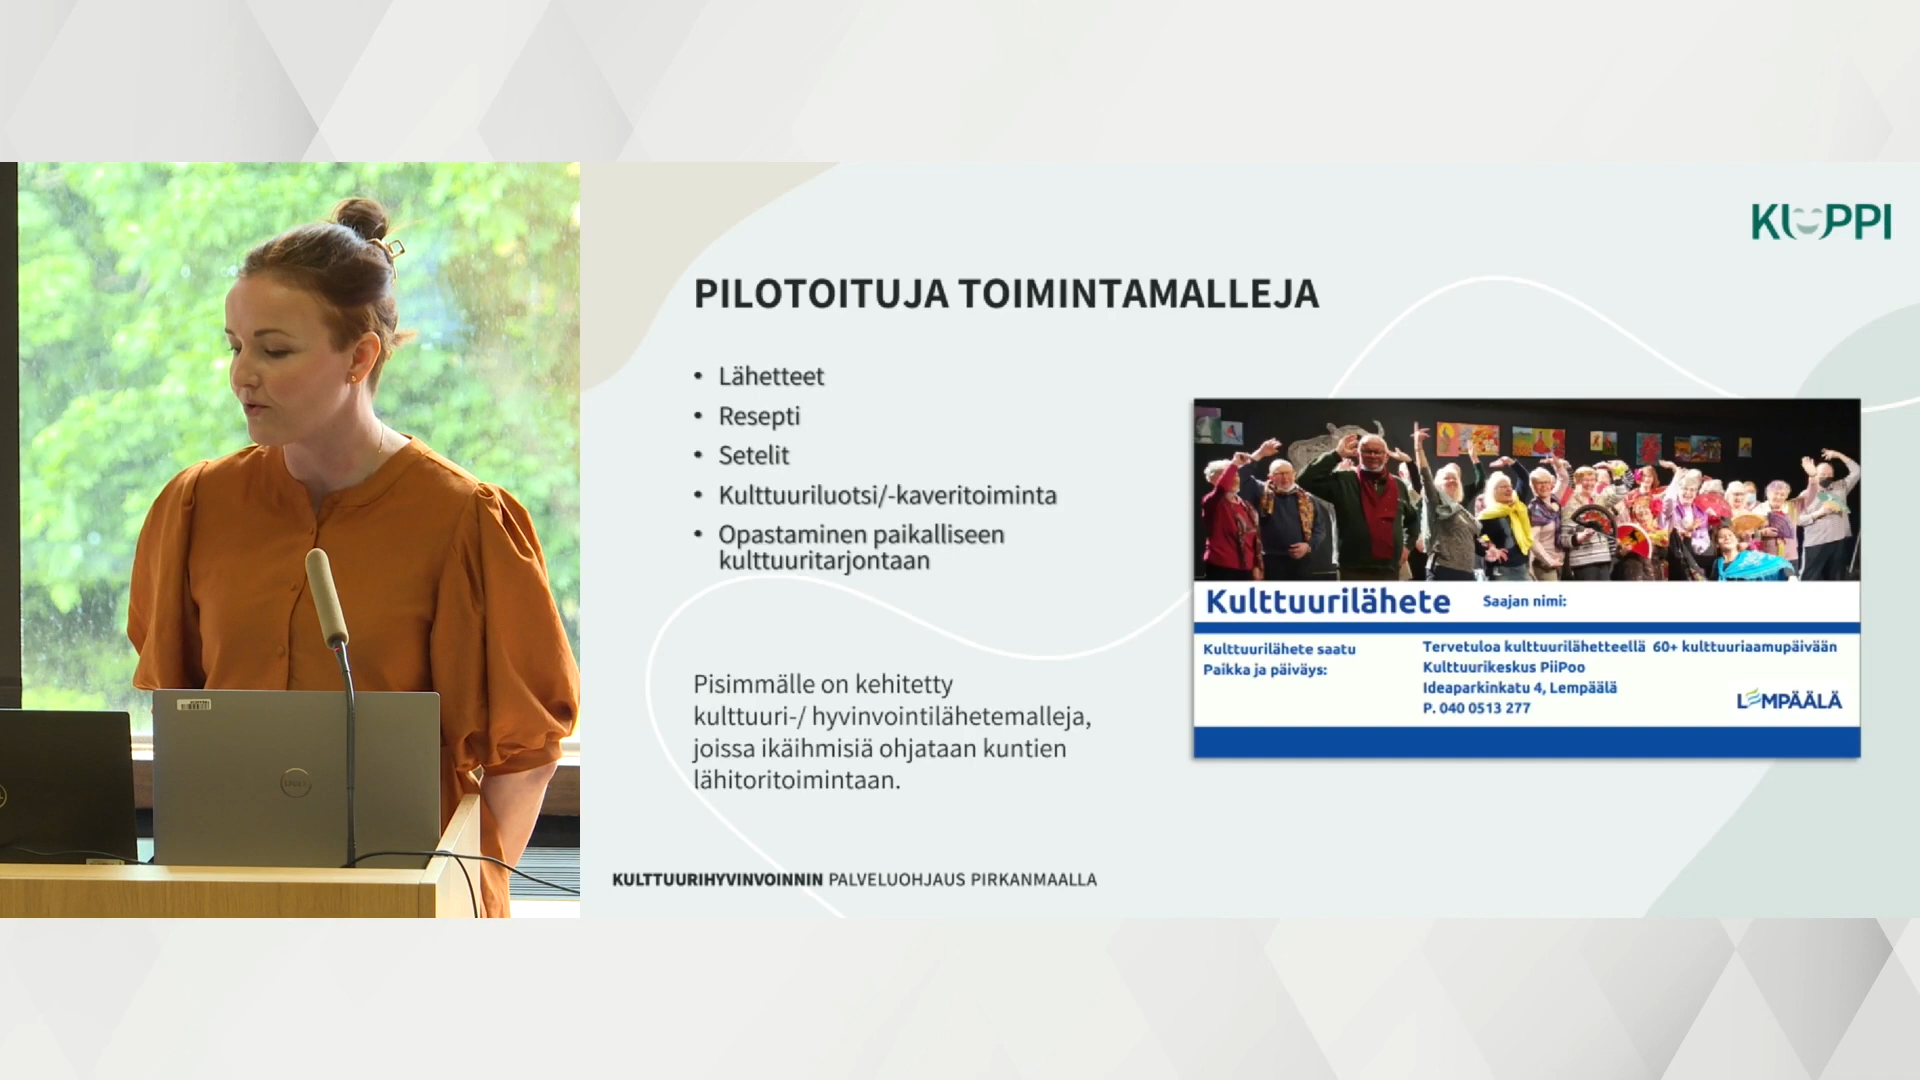 KUPPI
PILOTOITUJA TOIMINTAMALLEJA
• Lähetteet
• Resepti
• Setelit
• Kulttuuriluotsi/-kaveritoiminta
• Opastaminen paikalliseen
kulttuuritarjontaan
Pisimmälle on kehitetty
kulttuuri-/ hyvinvointilähetemalleja,
joissa ikäihmisiä ohjataan kuntien
lähitoritoimintaan.
Kulttuurilähete
Saajan nimi:
Kulttuurilähete saatu
Paikka ja päiväys:
Tervetuloa kulttuurilähetteellä 60+ kulttuuriaamupäivään
Kulttuurikeskus PiiPoo
Ideaparkinkatu 4, Lempäälä
P. 040 0513 277
LEMPÄÄLÄ
KULTTUURIHYVINVOINNIN PALVELUOHJAUS PIRKANMAALLA
DELL